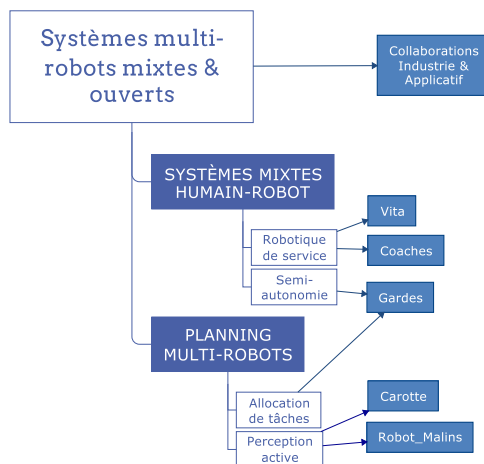 Systèmes multi-
robots mixtes &
ouverts
Collaborations
Industrie &
Applicatif
SYSTÈMES MIXTES
HUMAIN-ROBOT
Vita
Robotique
de service
Coaches
Semi-
autonomie
Gardes
PLANNING
MULTI-ROBOTS
Allocation
de tâches
Carotte
Perception
active
Robot_Malins